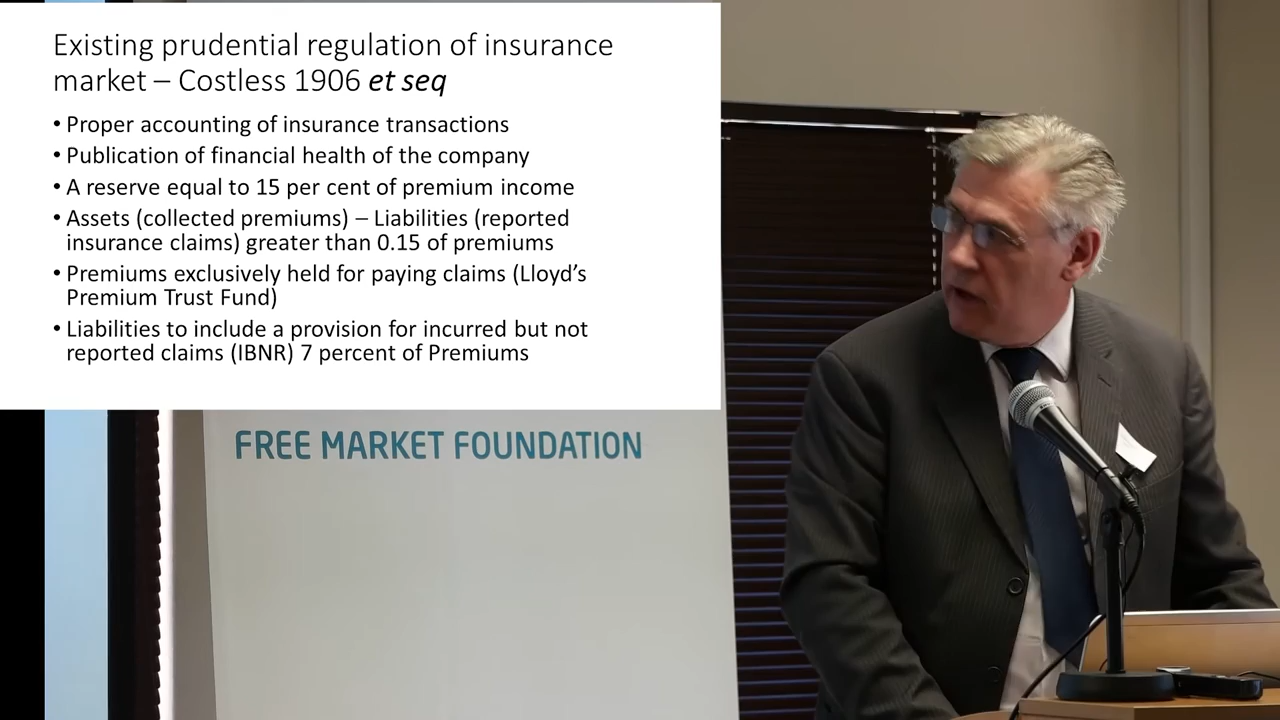 Existing prudential regulation of insurance
market – Costless 1906 et seq
• Proper accounting of insurance transactions
• Publication of financial health of the company
• A reserve equal to 15 per cent of premium income
• Assets (collected premiums) – Liabilities (reported
insurance claims) greater than 0.15 of premiums
• Premiums exclusively held for paying claims (Lloyd’s
Premium Trust Fund)
• Liabilities to include a provision for incurred but not
reported claims (IBNR) 7 percent of Premiums
FREE MARKET FOUNDATION